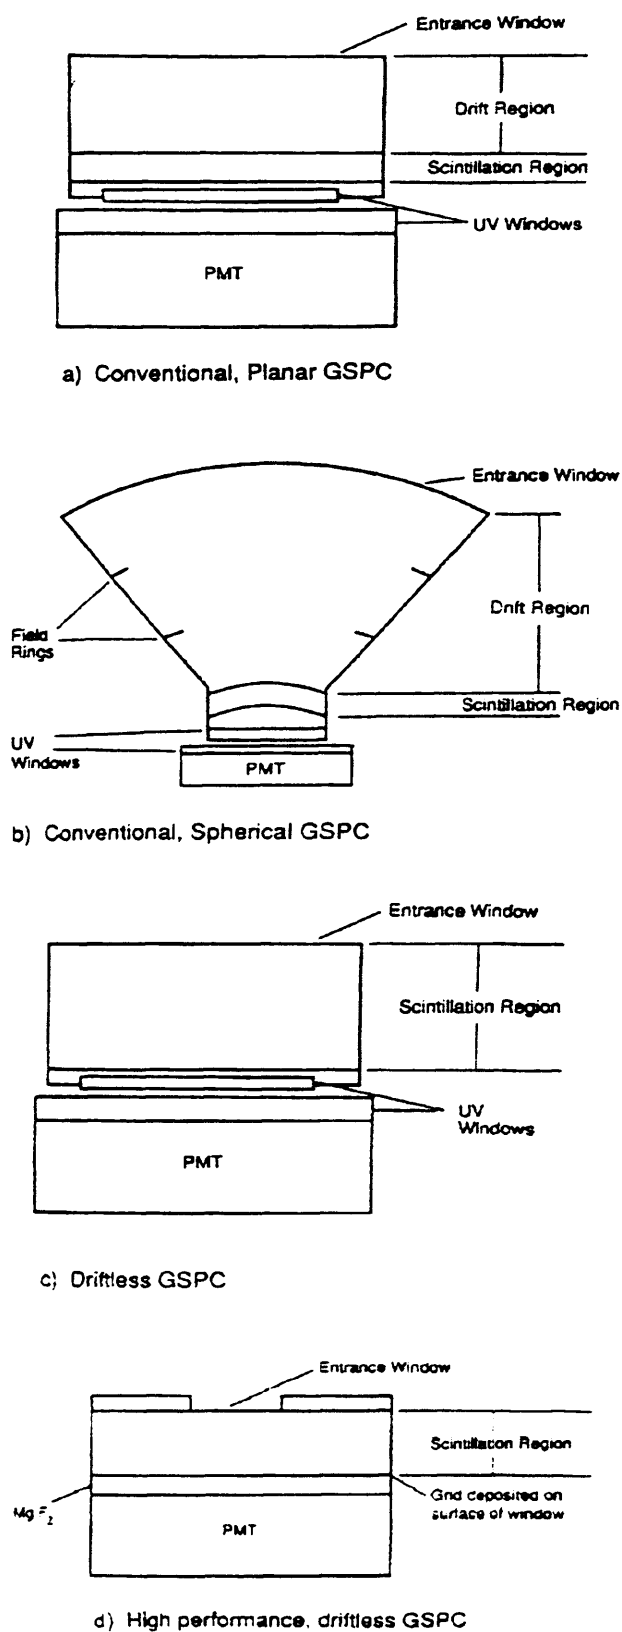 Entrance Window
Drift Region
Scintillation Region
UV Windows
PMT
a) Conventional, Planar GSPC
Entrance Window
Drift Region
Field
Rings
Scintillation Region
UV
Windows
PMT
b) Conventional, Spherical GSPC
Entrance Window
Scintillation Region
UV
Windows
PMT
c) Driftless GSPC
Entrance Window
Scintillation Region
Grid deposited on
surface of window
Mg F2
PMT
d) High performance, driftless GSPC